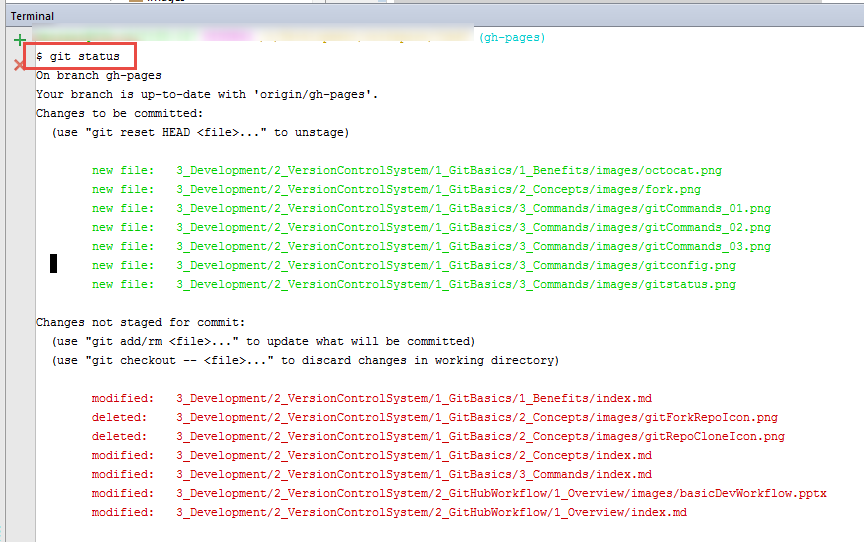 Terminal
(gh-pages)
$ git status
On branch gh-pages
Your branch is up-to-date with 'origin/gh-pages'.
Changes to be committed:
(use "git reset HEAD <file>..." to unstage)
new file: 3_Development/2_VersionControlSystem/1_GitBasics/1_Benefits/images/octocat.png
new file: 3_Development/2_VersionControlSystem/1_GitBasics/2_Concepts/images/fork.png
new file: 3_Development/2_VersionControlSystem/1_GitBasics/3_Commands/images/gitCommands_01.png
new file: 3_Development/2_VersionControlSystem/1_GitBasics/3_Commands/images/gitCommands_02.png
new file: 3_Development/2_VersionControlSystem/1_GitBasics/3_Commands/images/gitCommands_03.png
new file: 3_Development/2_VersionControlSystem/1_GitBasics/3_Commands/images/gitconfig.png
new file: 3_Development/2_VersionControlSystem/1_GitBasics/3_Commands/images/gitstatus.png
Changes not staged for commit:
(use "git add/rm <file>..." to update what will be committed)
(use "git checkout -- <file>..." to discard changes in working directory)
modified: 3_Development/2_VersionControlSystem/1_GitBasics/1_Benefits/index.md
deleted: 3_Development/2_VersionControlSystem/1_GitBasics/2_Concepts/images/gitForkRepoIcon.png
deleted: 3_Development/2_VersionControlSystem/1_GitBasics/2_Concepts/images/gitRepoCloneIcon.png
modified: 3_Development/2_VersionControlSystem/1_GitBasics/2_Concepts/index.md
modified: 3_Development/2_VersionControlSystem/1_GitBasics/3_Commands/index.md
modified: 3_Development/2_VersionControlSystem/2_GitHubWorkflow/1_Overview/images/basicDevWorkflow.pptx
modified: 3_Development/2_VersionControlSystem/2_GitHubWorkflow/1_Overview/index.md